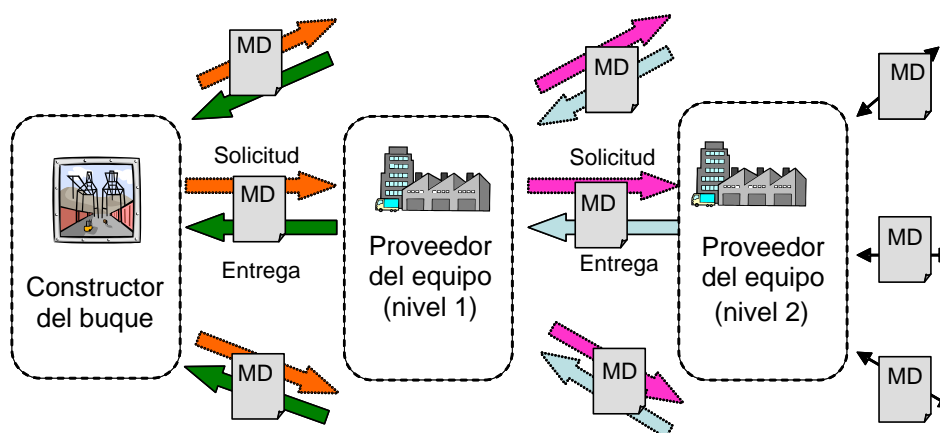 MD
MD
MD
Solicitud
Solicitud
MD
MD
MD
Entrega
Entrega
Constructor
del buque
Proveedor
del equipo
(nivel 1)
Proveedor
del equipo
(nivel 2)
MD
MD
MD